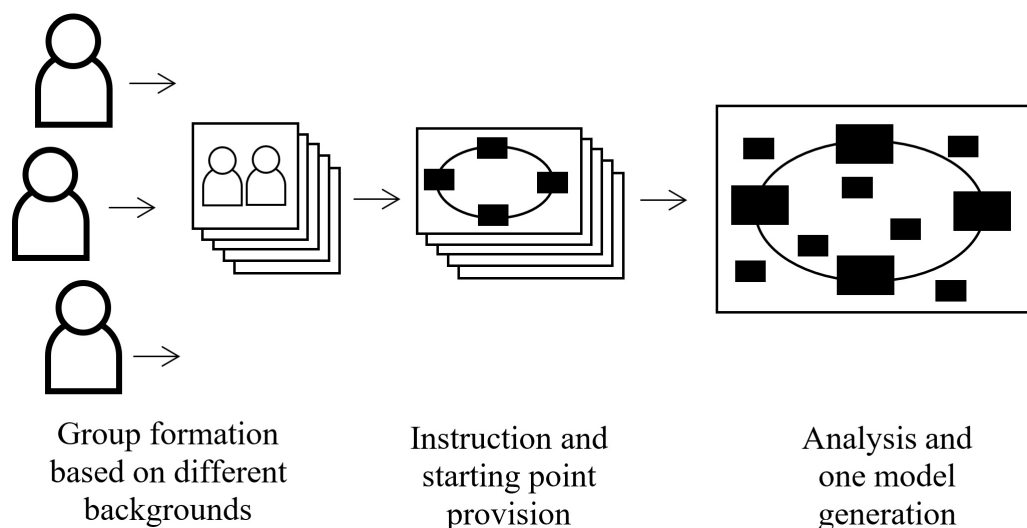 Group formation
based on different
backgrounds
Instruction and
starting point
provision
Analysis and
one model
generation